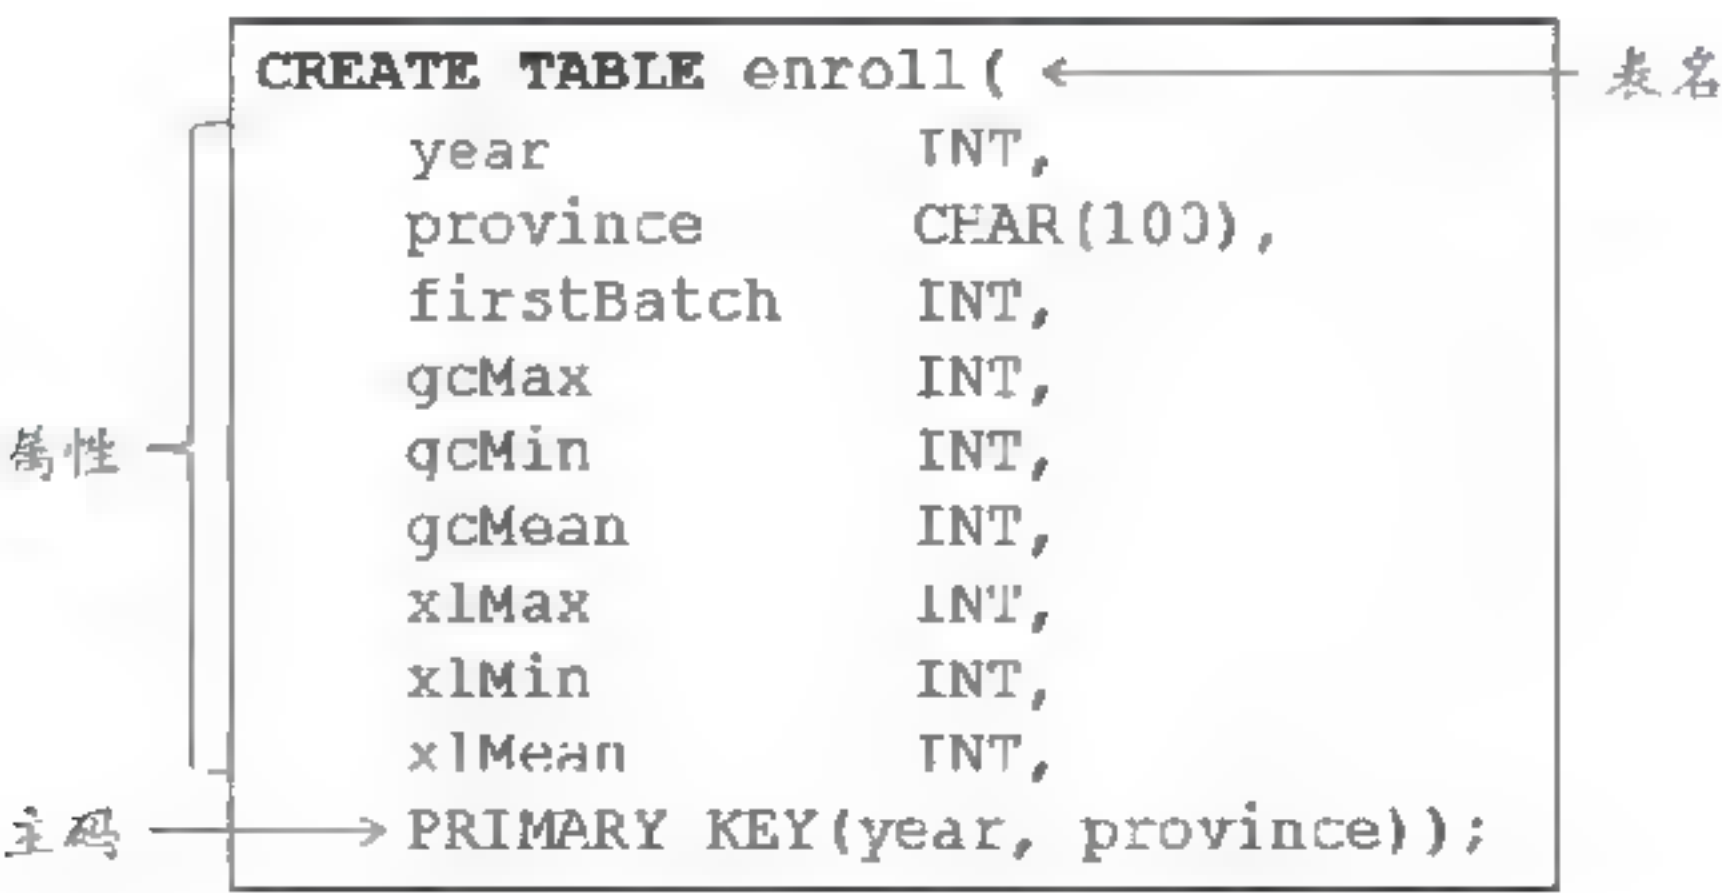 CREATE TABLE enroll( 表名
year INT,
province CHAR(100),
firstBatch INT,
gcMax INT,
属性 gcMin INT,
gcMean INT,
xlMax INT,
xlMin INT,
xlMean INT,
主码 PRIMARY KEY(year, province));